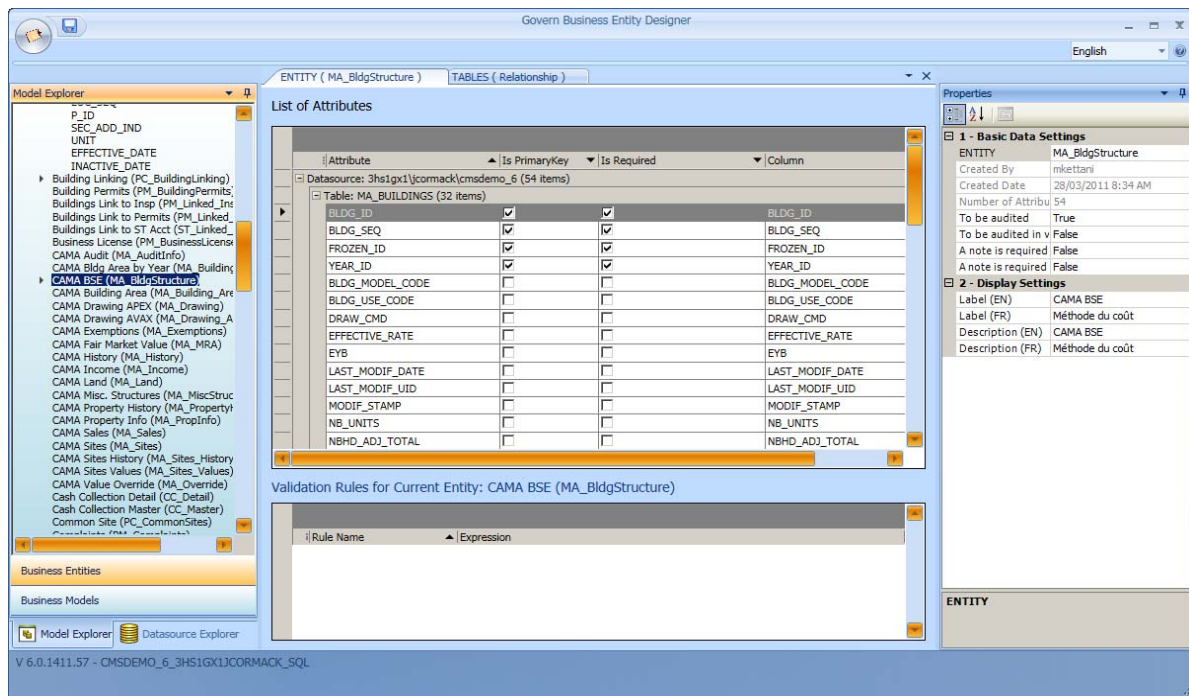 Govern Business Entity Designer
English
ENTITY ( MA_BldgStructure ) TABLES ( Relationship )
Model Explorer
P_ID
SEC_ADD_IND
UNIT
EFFECTIVE_DATE
INACTIVE_DATE
Building Linking (PC_BuildingLinking)
Building Permits (PM_BuildingPermits)
Buildings Link to Insp (PM_Linked_Ins
Buildings Link to Permits (PM_Linked_
Buildings Link to ST Acct (ST_Linked_
Business License (PM_BusinessLicense
CAMA Audit (MA_AuditInfo)
CAMA Bldg Area by Year (MA_Building
CAMA BSE (MA_BldgStructure)
CAMA Building Area (MA_Building_Are
CAMA Drawing APEX (MA_Drawing)
CAMA Drawing AVAX (MA_Drawing_A
CAMA Exemptions (MA_Exemptions)
CAMA Fair Market Value (MA_MRA)
CAMA History (MA_History)
CAMA Income (MA_Income)
CAMA Land (MA_Land)
CAMA Misc. Structures (MA_MiscStruc
CAMA Property History (MA_PropertyH
CAMA Property Info (MA_PropInfo)
CAMA Sales (MA_Sales)
CAMA Sites (MA_Sites)
CAMA Sites History (MA_Sites_History
CAMA Sites Values (MA_Sites_Values)
CAMA Value Override (MA_Override)
Cash Collection Detail (CC_Detail)
Cash Collection Master (CC_Master)
Common Site (PC_CommonSites)
Business Entities
Business Models
Model Explorer Datasource Explorer
List of Attributes
Attribute Is PrimaryKey Is Required Column
Datasource: 3hs1gx1\jcormack\cmsdemo_6 (54 items)
Table: MA_BUILDINGS (32 items)
BLDG_ID BLDG_ID
BLDG_SEQ BLDG_SEQ
FROZEN_ID FROZEN_ID
YEAR_ID YEAR_ID
BLDG_MODEL_CODE BLDG_MODEL_CODE
BLDG_USE_CODE BLDG_USE_CODE
DRAW_CMD DRAW_CMD
EFFECTIVE_RATE EFFECTIVE_RATE
EYB EYB
LAST_MODIF_DATE LAST_MODIF_DATE
LAST_MODIF_UID LAST_MODIF_UID
MODIF_STAMP MODIF_STAMP
NB_UNITS NB_UNITS
NBHD_ADJ_TOTAL NBHD_ADJ_TOTAL
Validation Rules for Current Entity: CAMA BSE (MA_BldgStructure)
Rule Name Expression
Properties
1 - Basic Data Settings
ENTITY MA_BldgStructure
Created By mkettani
Created Date 28/03/2011 8:34 AM
Number of Attribu 54
To be audited True
To be audited in v False
A note is required False
A note is required False
2 - Display Settings
Label (EN) CAMA BSE
Label (FR) Méthode du coût
Description (EN) CAMA BSE
Description (FR) Méthode du coût
ENTITY
V 6.0.1411.57 - CMSDEMO_6_3HS1GX1JCORMACK_SQL